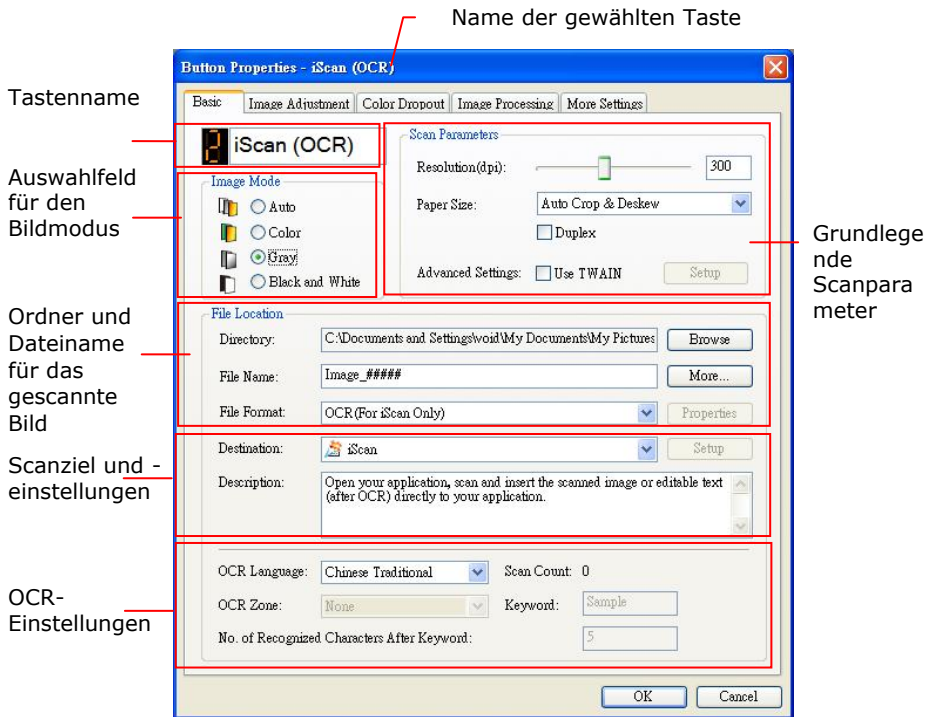 Name der gewählten Taste
Button Properties - iScan (OCR)
Tastenname
Basic Image Adjustment Color Dropout Image Processing More Settings
2 iScan (OCR)
Scan Parameters
Resolution(dpi): 300
Auswahlfeld
für den
Bildmodus
Image Mode
Auto
Color
Gray
Black and White
Paper Size: Auto Crop & Deskew
Duplex
Advanced Settings: Use TWAIN Setup
Grundlege
nde
Scanpara
meter
Ordner und
Dateiname
für das
gescannte
Bild
File Location
Directory: C:\Documents and Settings\void\My Documents\My Pictures Browse
File Name: Image_##### More...
File Format: OCR(For iScan Only) Properties
Scanziel und -
einstellungen
Destination: iScan Setup
Description: Open your application, scan and insert the scanned image or editable text
(after OCR) directly to your application.
OCR-
Einstellungen
OCR Language: Chinese Traditional Scan Count: 0
OCR Zone: None Keyword: Sample
No. of Recognized Characters After Keyword: 5
OK Cancel